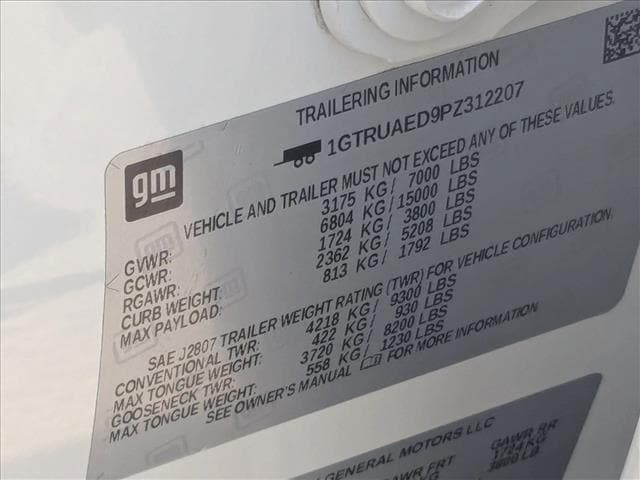 TRAILERING INFORMATION
1GTRUAED9PZ312207
gm
VEHICLE AND TRAILER MUST NOT EXCEED ANY OF THESE VALUES.
GVWR: 3175 KG/ 7000 LBS
GCWR: 6804 KG/15000 LBS
RGAWR: 1724 KG/ 3800 LBS
CURB WEIGHT: 2362 KG/ 5208 LBS
MAX PAYLOAD: 813 KG/ 1792 LBS
SAE J2807 TRAILER WEIGHT RATING (TWR) FOR VEHICLE CONFIGURATION
CONVENTIONAL TWR: 4218 KG/ 9300 LBS
MAX TONGUE WEIGHT: 422 KG/ 930 LBS
GOOSENECK TWR: 3720 KG/ 8200 LBS
MAX TONGUE WEIGHT: 558 KG/ 1230 LBS
SEE OWNER'S MANUAL FOR MORE INFORMATION
GENERAL MOTORS LLC
GAWR FRT
GAWR RR
1724 KG
3800 LB